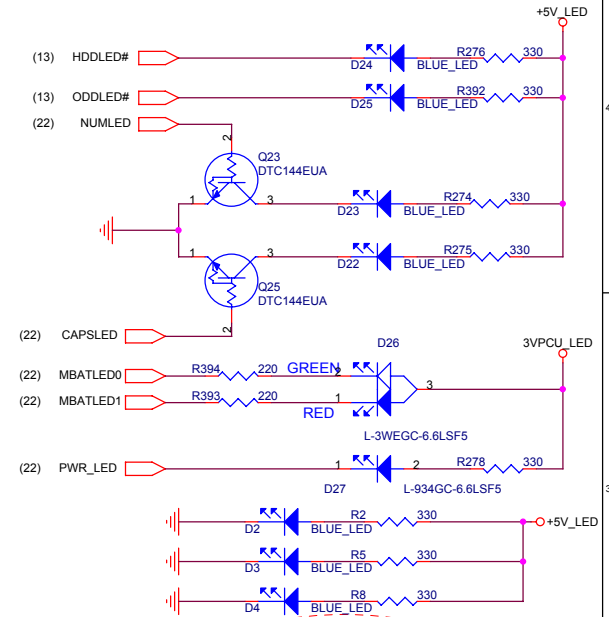 +5V_LED
(13) HDDLED# D24 BLUE_LED R276 330
(13) ODDLED# D25 BLUE_LED R392 330
4
(22) NUMLED
2
Q23
DTC144EUA
1 3 D23 BLUE_LED R274 330
1 3 D22 BLUE_LED R275 330
Q25
DTC144EUA
2
(22) CAPSLED
D26 3VPCU_LED
(22) MBATLED0 R394 220 GREEN 2
3
(22) MBATLED1 R393 220 RED 1
L-3WEGC-6.6LSF5
(22) PWR_LED 1 2 R278 330
D27 L-934GC-6.6LSF5
3
D2 BLUE_LED R2 330 +5V_LED
D3 BLUE_LED R5 330
D4 BLUE_LED R8 330